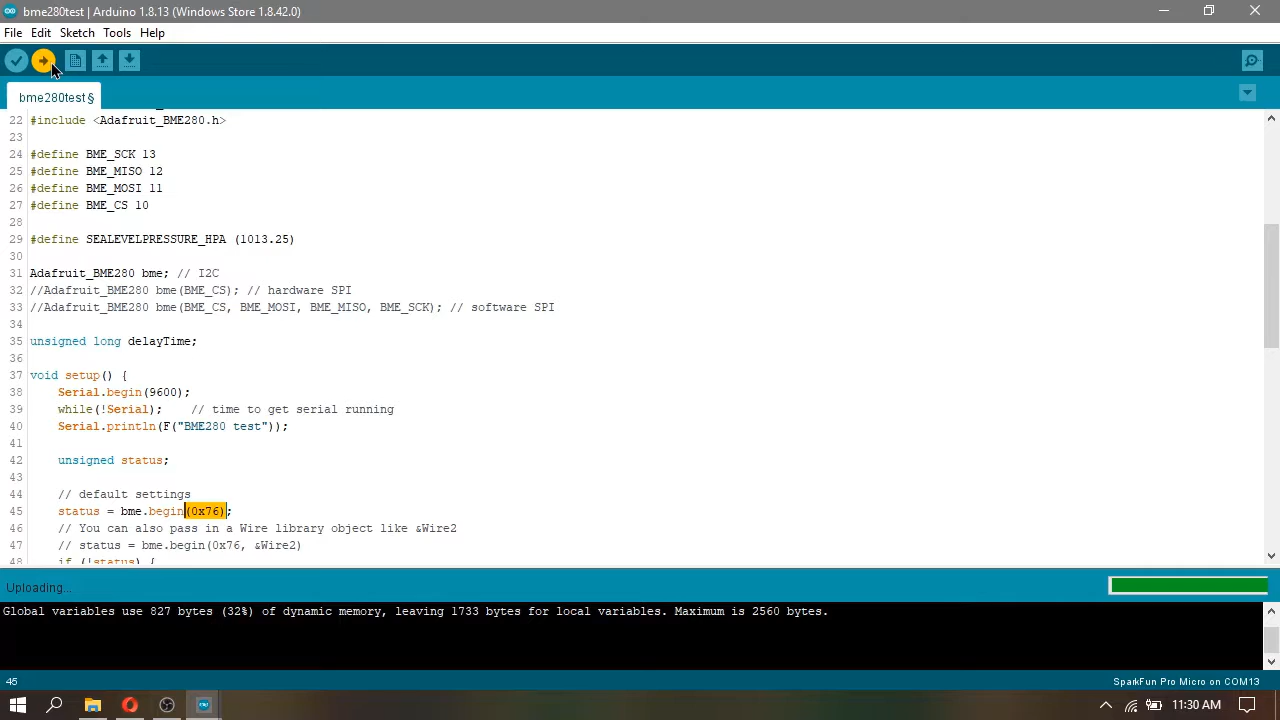 bme280test | Arduino 1.8.13 (Windows Store 1.8.42.0)
File Edit Sketch Tools Help
bme280test§
22 #include <Adafruit_BME280.h>
23
24 #define BME_SCK 13
25 #define BME_MISO 12
26 #define BME_MOSI 11
27 #define BME_CS 10
28
29 #define SEALEVELPRESSURE_HPA (1013.25)
30
31 Adafruit_BME280 bme; // I2C
32 //Adafruit_BME280 bme(BME_CS); // hardware SPI
33 //Adafruit_BME280 bme(BME_CS, BME_MOSI, BME_MISO, BME_SCK); // software SPI
34
35 unsigned long delayTime;
36
37 void setup() {
38 Serial.begin(9600);
39 while(!Serial); // time to get serial running
40 Serial.println(F("BME280 test"));
41
42 unsigned status;
43
44 // default settings
45 status = bme.begin(0x76);
46 // You can also pass in a Wire library object like &Wire2
47 // status = bme.begin(0x76, &Wire2)
48 if (!status) {
Uploading...
Global variables use 827 bytes (32%) of dynamic memory, leaving 1733 bytes for local variables. Maximum is 2560 bytes.
45 SparkFun Pro Micro on COM13
11:30 AM